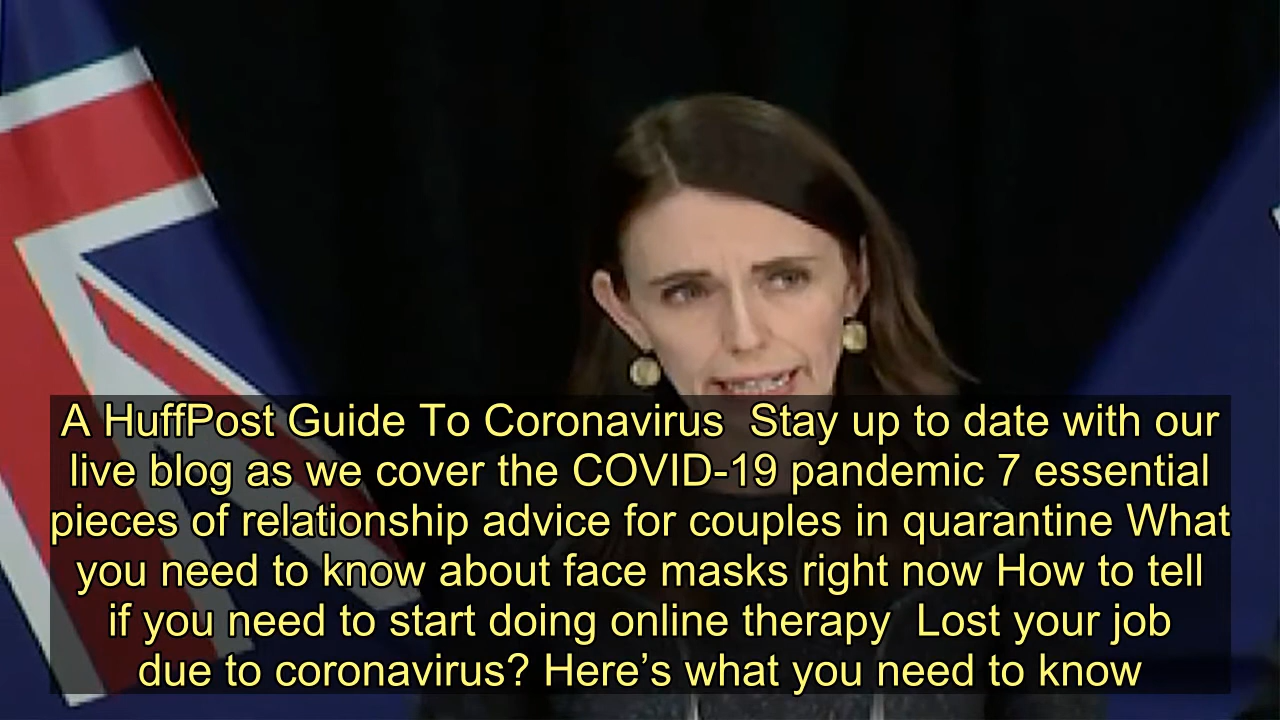 A HuffPost Guide To Coronavirus  Stay up to date with our
live blog as we cover the COVID-19 pandemic 7 essential
pieces of relationship advice for couples in quarantine What
you need to know about face masks right now How to tell
if you need to start doing online therapy  Lost your job
due to coronavirus? Here’s what you need to know